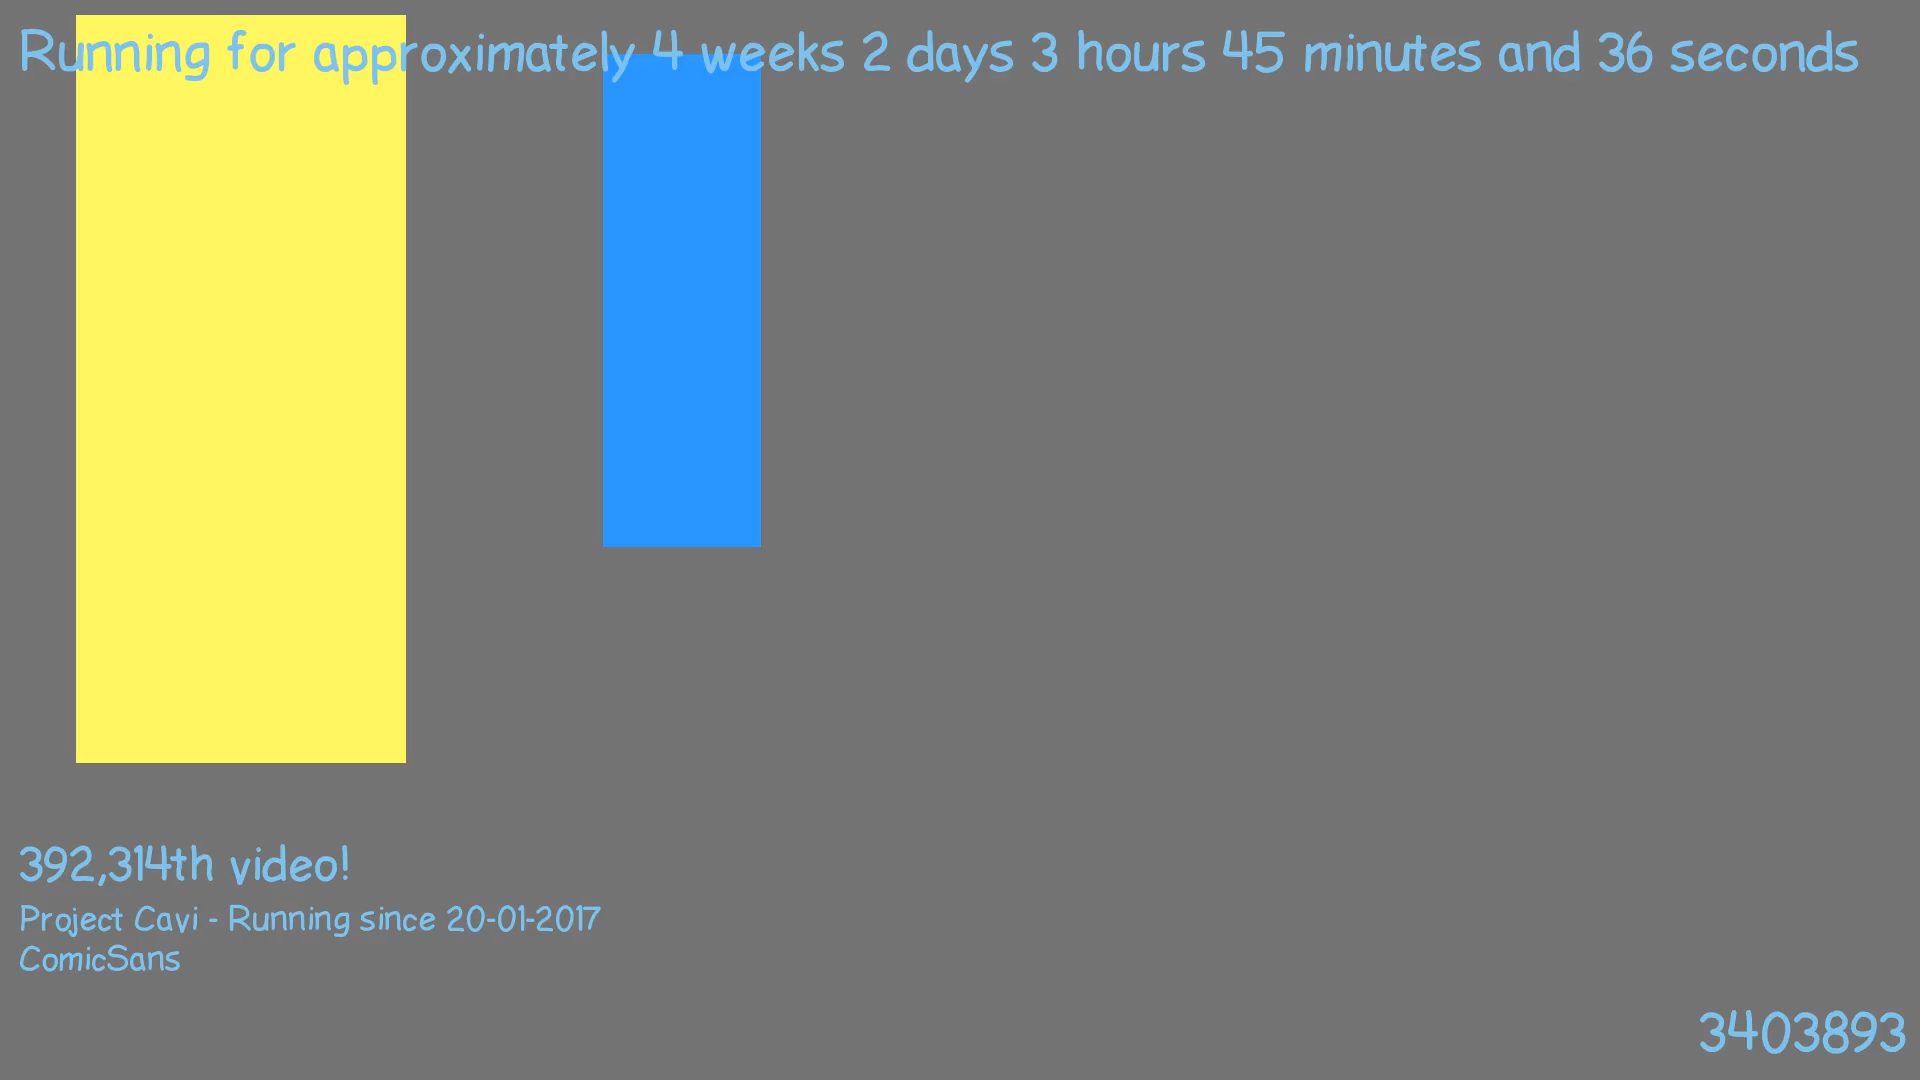 Running for approximately 4 weeks 2 days 3 hours 45 minutes and 36 seconds
392,314th video!
Project Cavi - Running since 20-01-2017
ComicSans
3403893